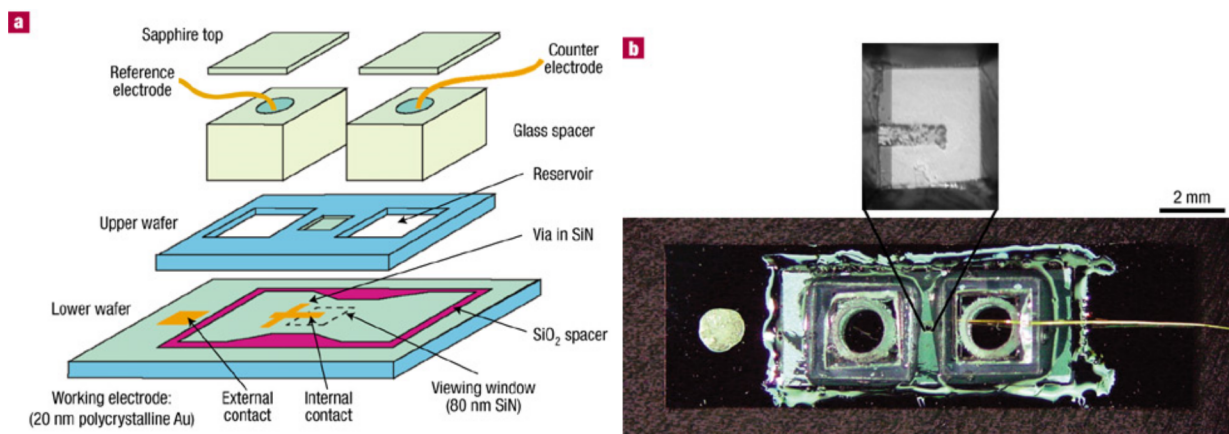 a
Sapphire top
Reference
electrode
Counter
electrode
Glass spacer
Reservoir
Upper wafer
Via in SiN
Lower wafer
SiO₂ spacer
Working electrode:
(20 nm polycrystalline Au)
External
contact
Internal
contact
Viewing window
(80 nm SiN)
b
2 mm